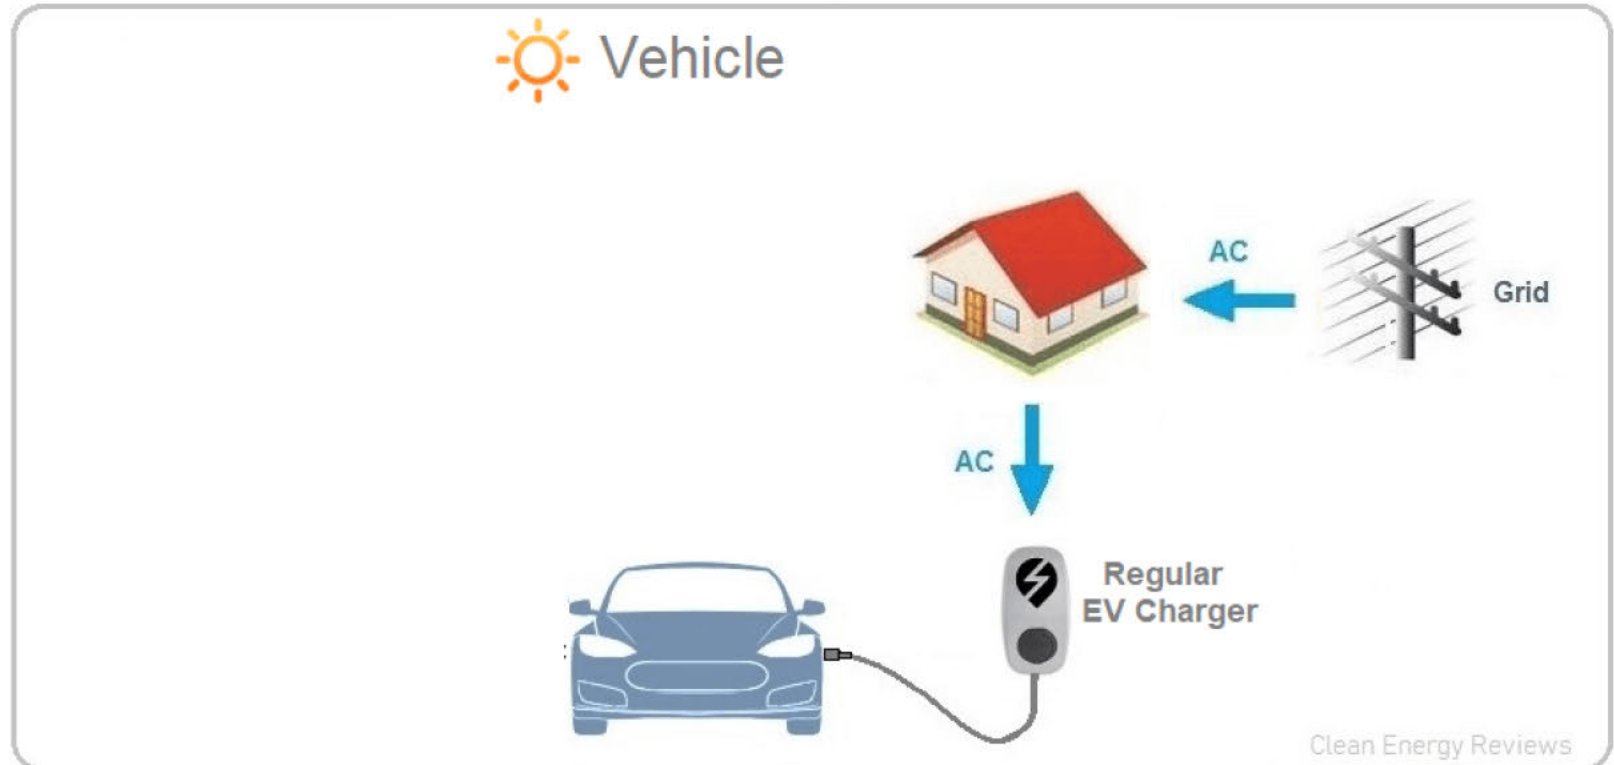 Vehicle
AC
Grid
AC
Regular
EV Charger
Clean Energy Reviews